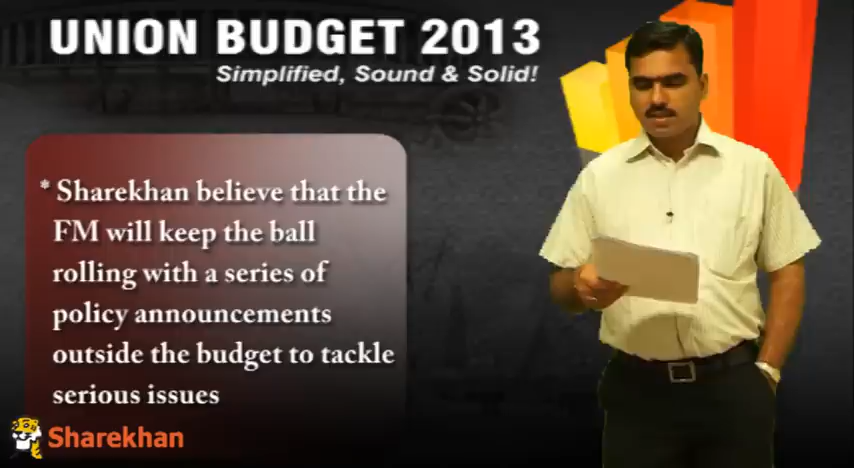 UNION BUDGET 2013
Simplified, Sound & Solid!
* Sharekhan believe that the
FM will keep the ball
rolling with a series of
policy announcements
outside the budget to tackle
serious issues
Sharekhan